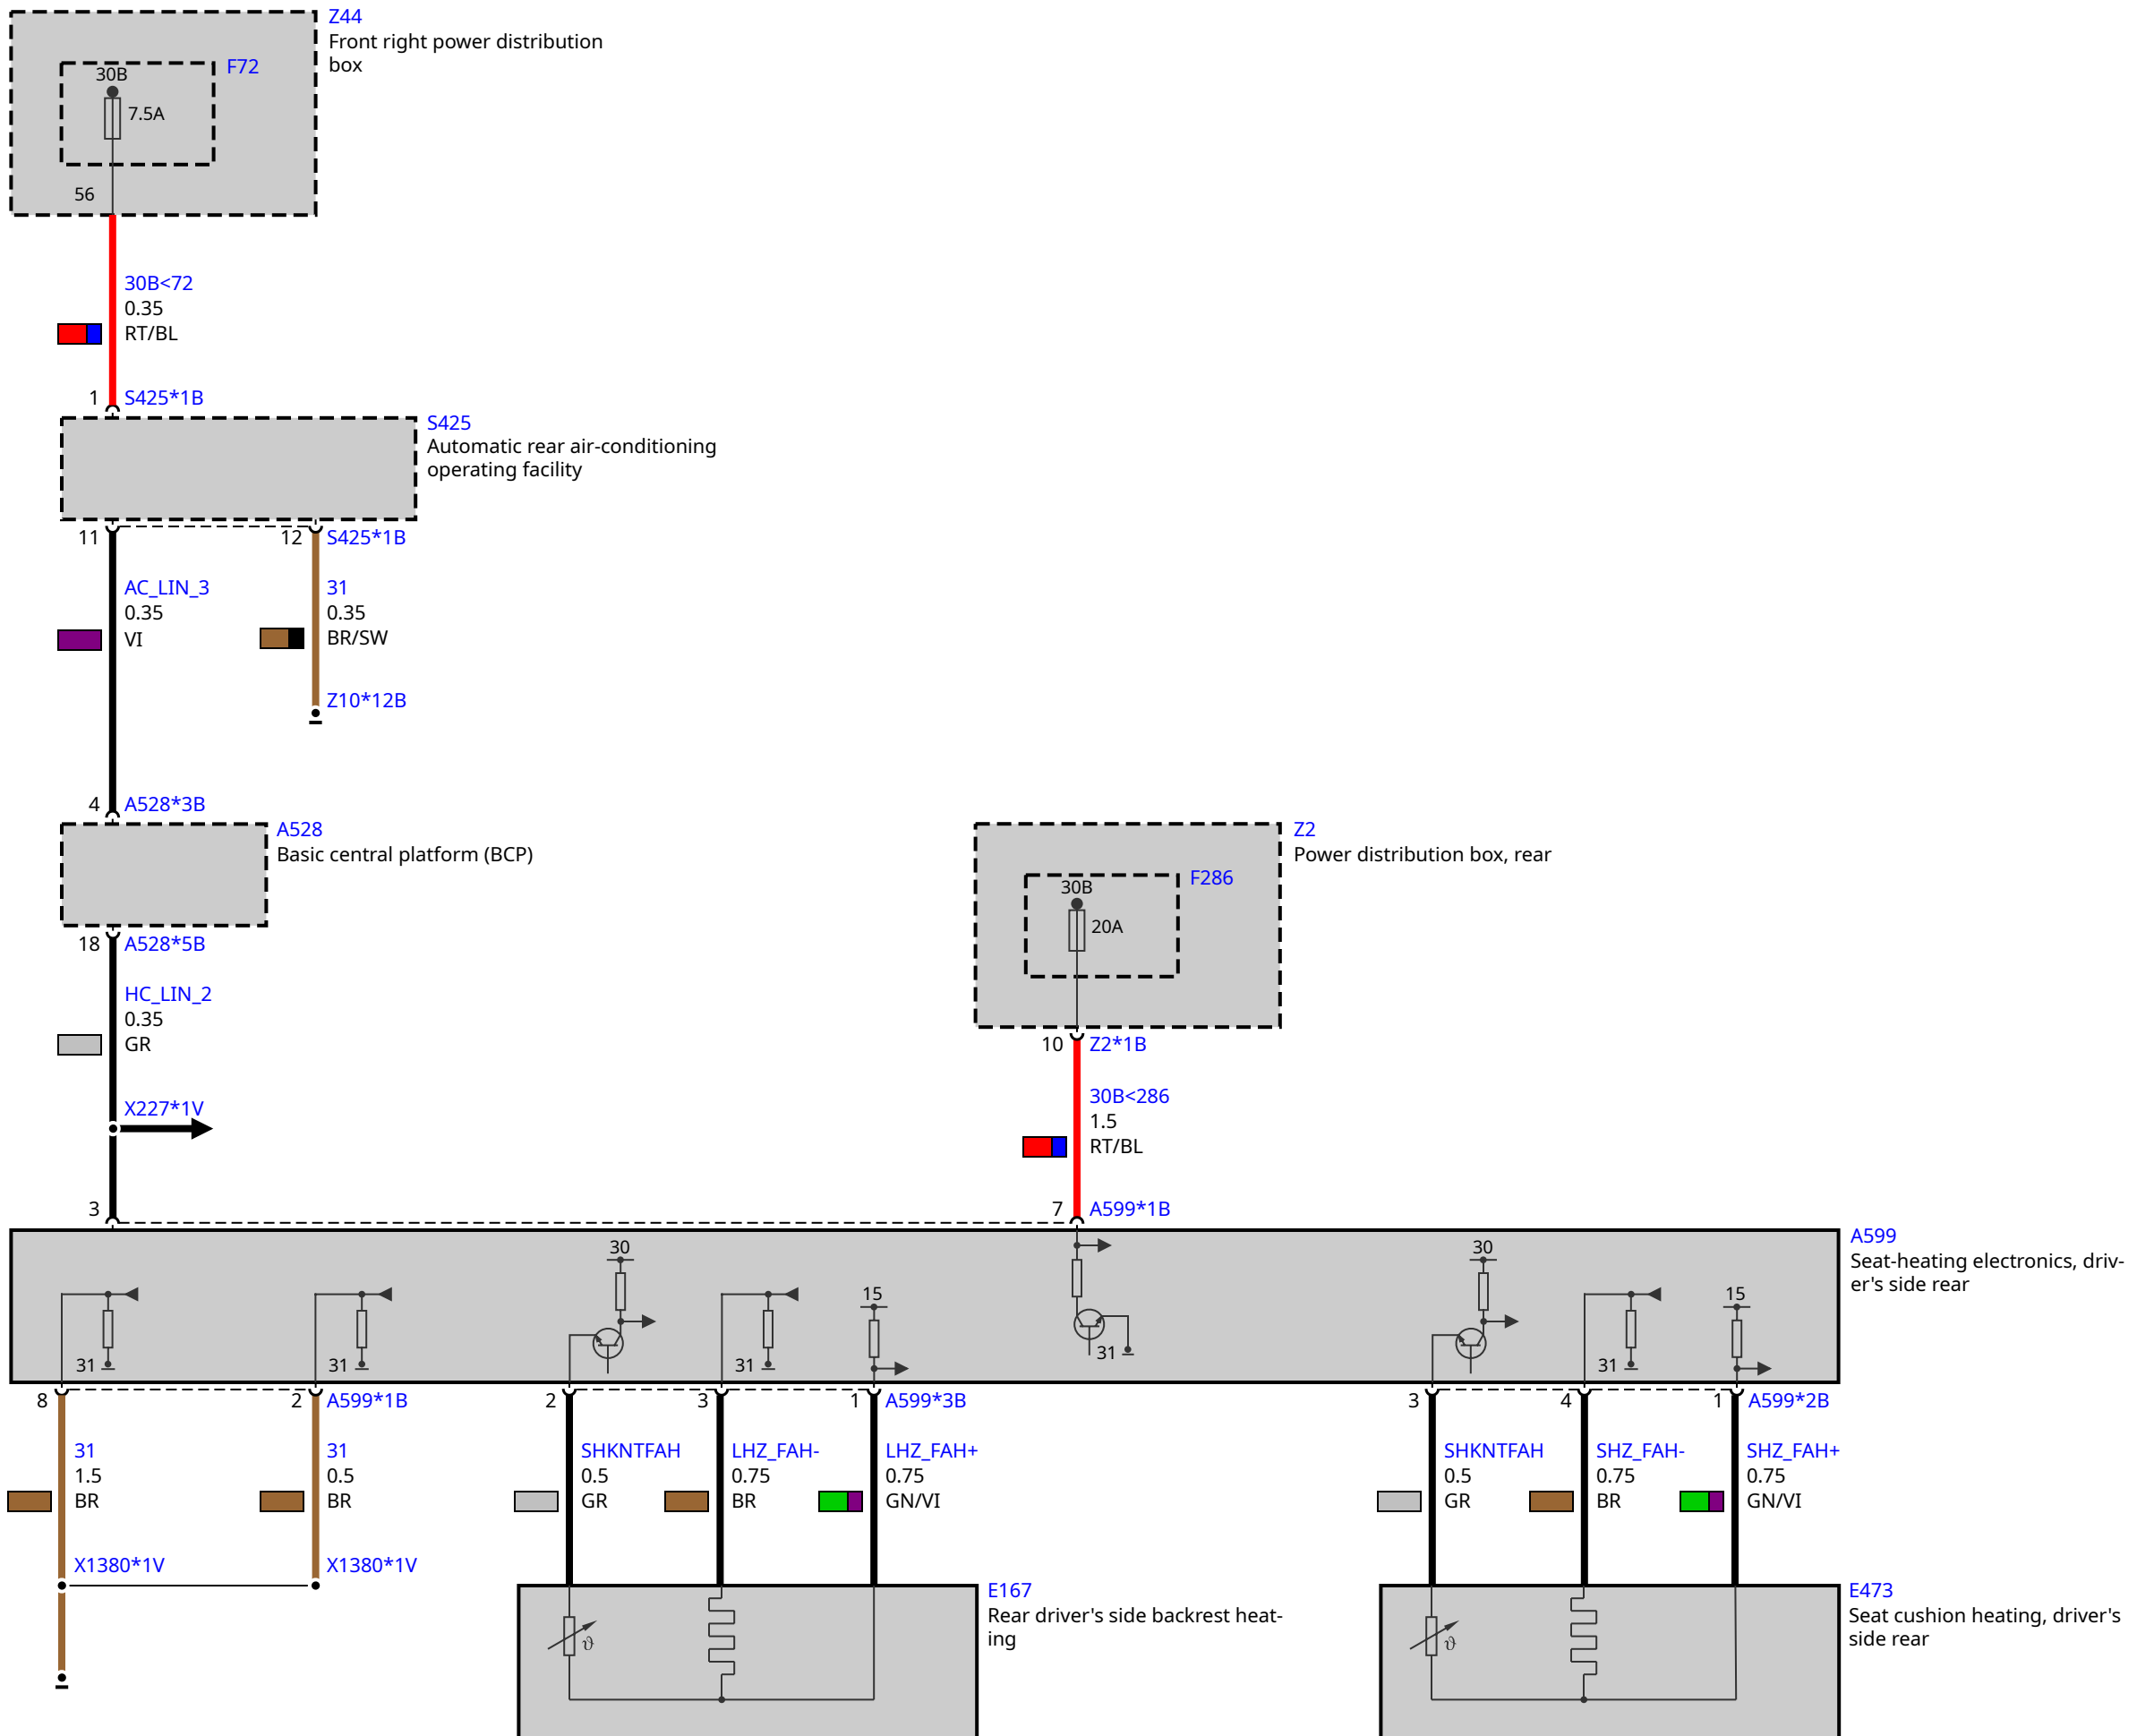 Z44
Front right power distribution
box
F72
30B
7.5A
56
30B<72
0.35
RT/BL
1
S425*1B
S425
Automatic rear air-conditioning
operating facility
11
12
S425*1B
AC_LIN_3
0.35
VI
31
0.35
BR/SW
Z10*12B
4
A528*3B
A528
Basic central platform (BCP)
18
A528*5B
HC_LIN_2
0.35
GR
X227*1V
3
Z2
Power distribution box, rear
F286
30B
20A
10
Z2*1B
30B<286
1.5
RT/BL
7
A599*1B
A599
Seat-heating electronics, driv-
er's side rear
31
31
30
31
15
31
30
31
15
8
2
A599*1B
2
3
1
A599*3B
3
4
1
A599*2B
31
1.5
BR
31
0.5
BR
SHKNTFAH
0.5
GR
LHZ_FAH-
0.75
BR
LHZ_FAH+
0.75
GN/VI
SHKNTFAH
0.5
GR
SHZ_FAH-
0.75
BR
SHZ_FAH+
0.75
GN/VI
X1380*1V
X1380*1V
E167
Rear driver's side backrest heat-
ing
ϑ
E473
Seat cushion heating, driver's
side rear
ϑ